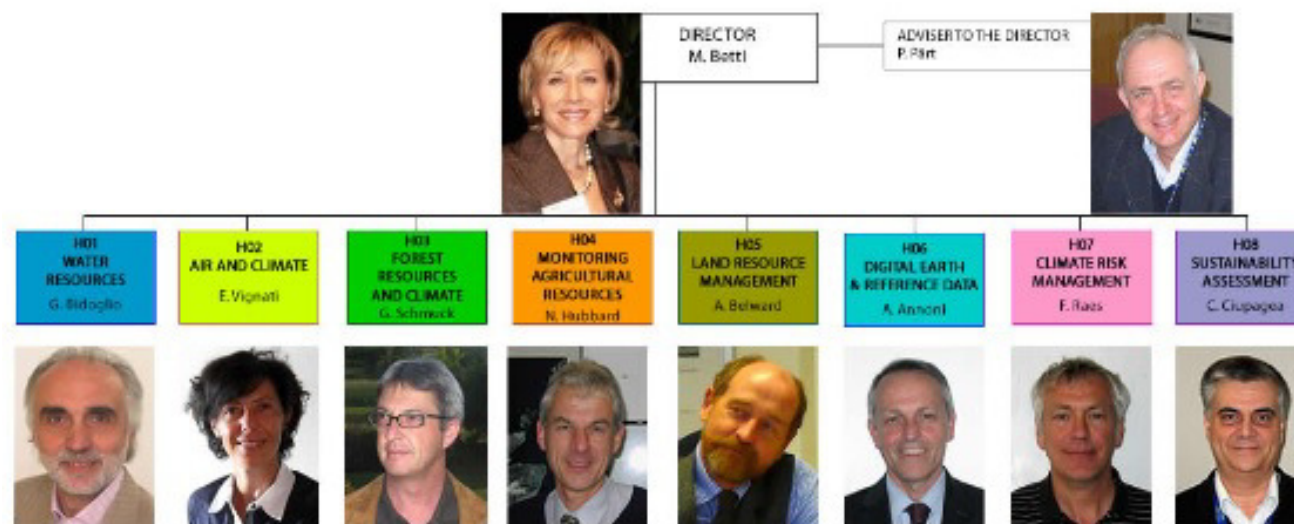 DIRECTOR
M. Betti
ADVISER TO THE DIRECTOR
P. Pärt
H01
WATER
RESOURCES
G. Bidoglio
H02
AIR AND CLIMATE
E. Vignati
H03
FOREST
RESOURCES
AND CLIMATE
G. Schmuck
H04
MONITORING
AGRICULTURAL
RESOURCES
N. Hubbard
H05
LAND RESOURCE
MANAGEMENT
A. Belward
H06
DIGITAL EARTH
& REFERENCE DATA
A. Annoni
H07
CLIMATE RISK
MANAGEMENT
F. Raes
H08
SUSTAINABILITY
ASSESSMENT
C. Ciupagea